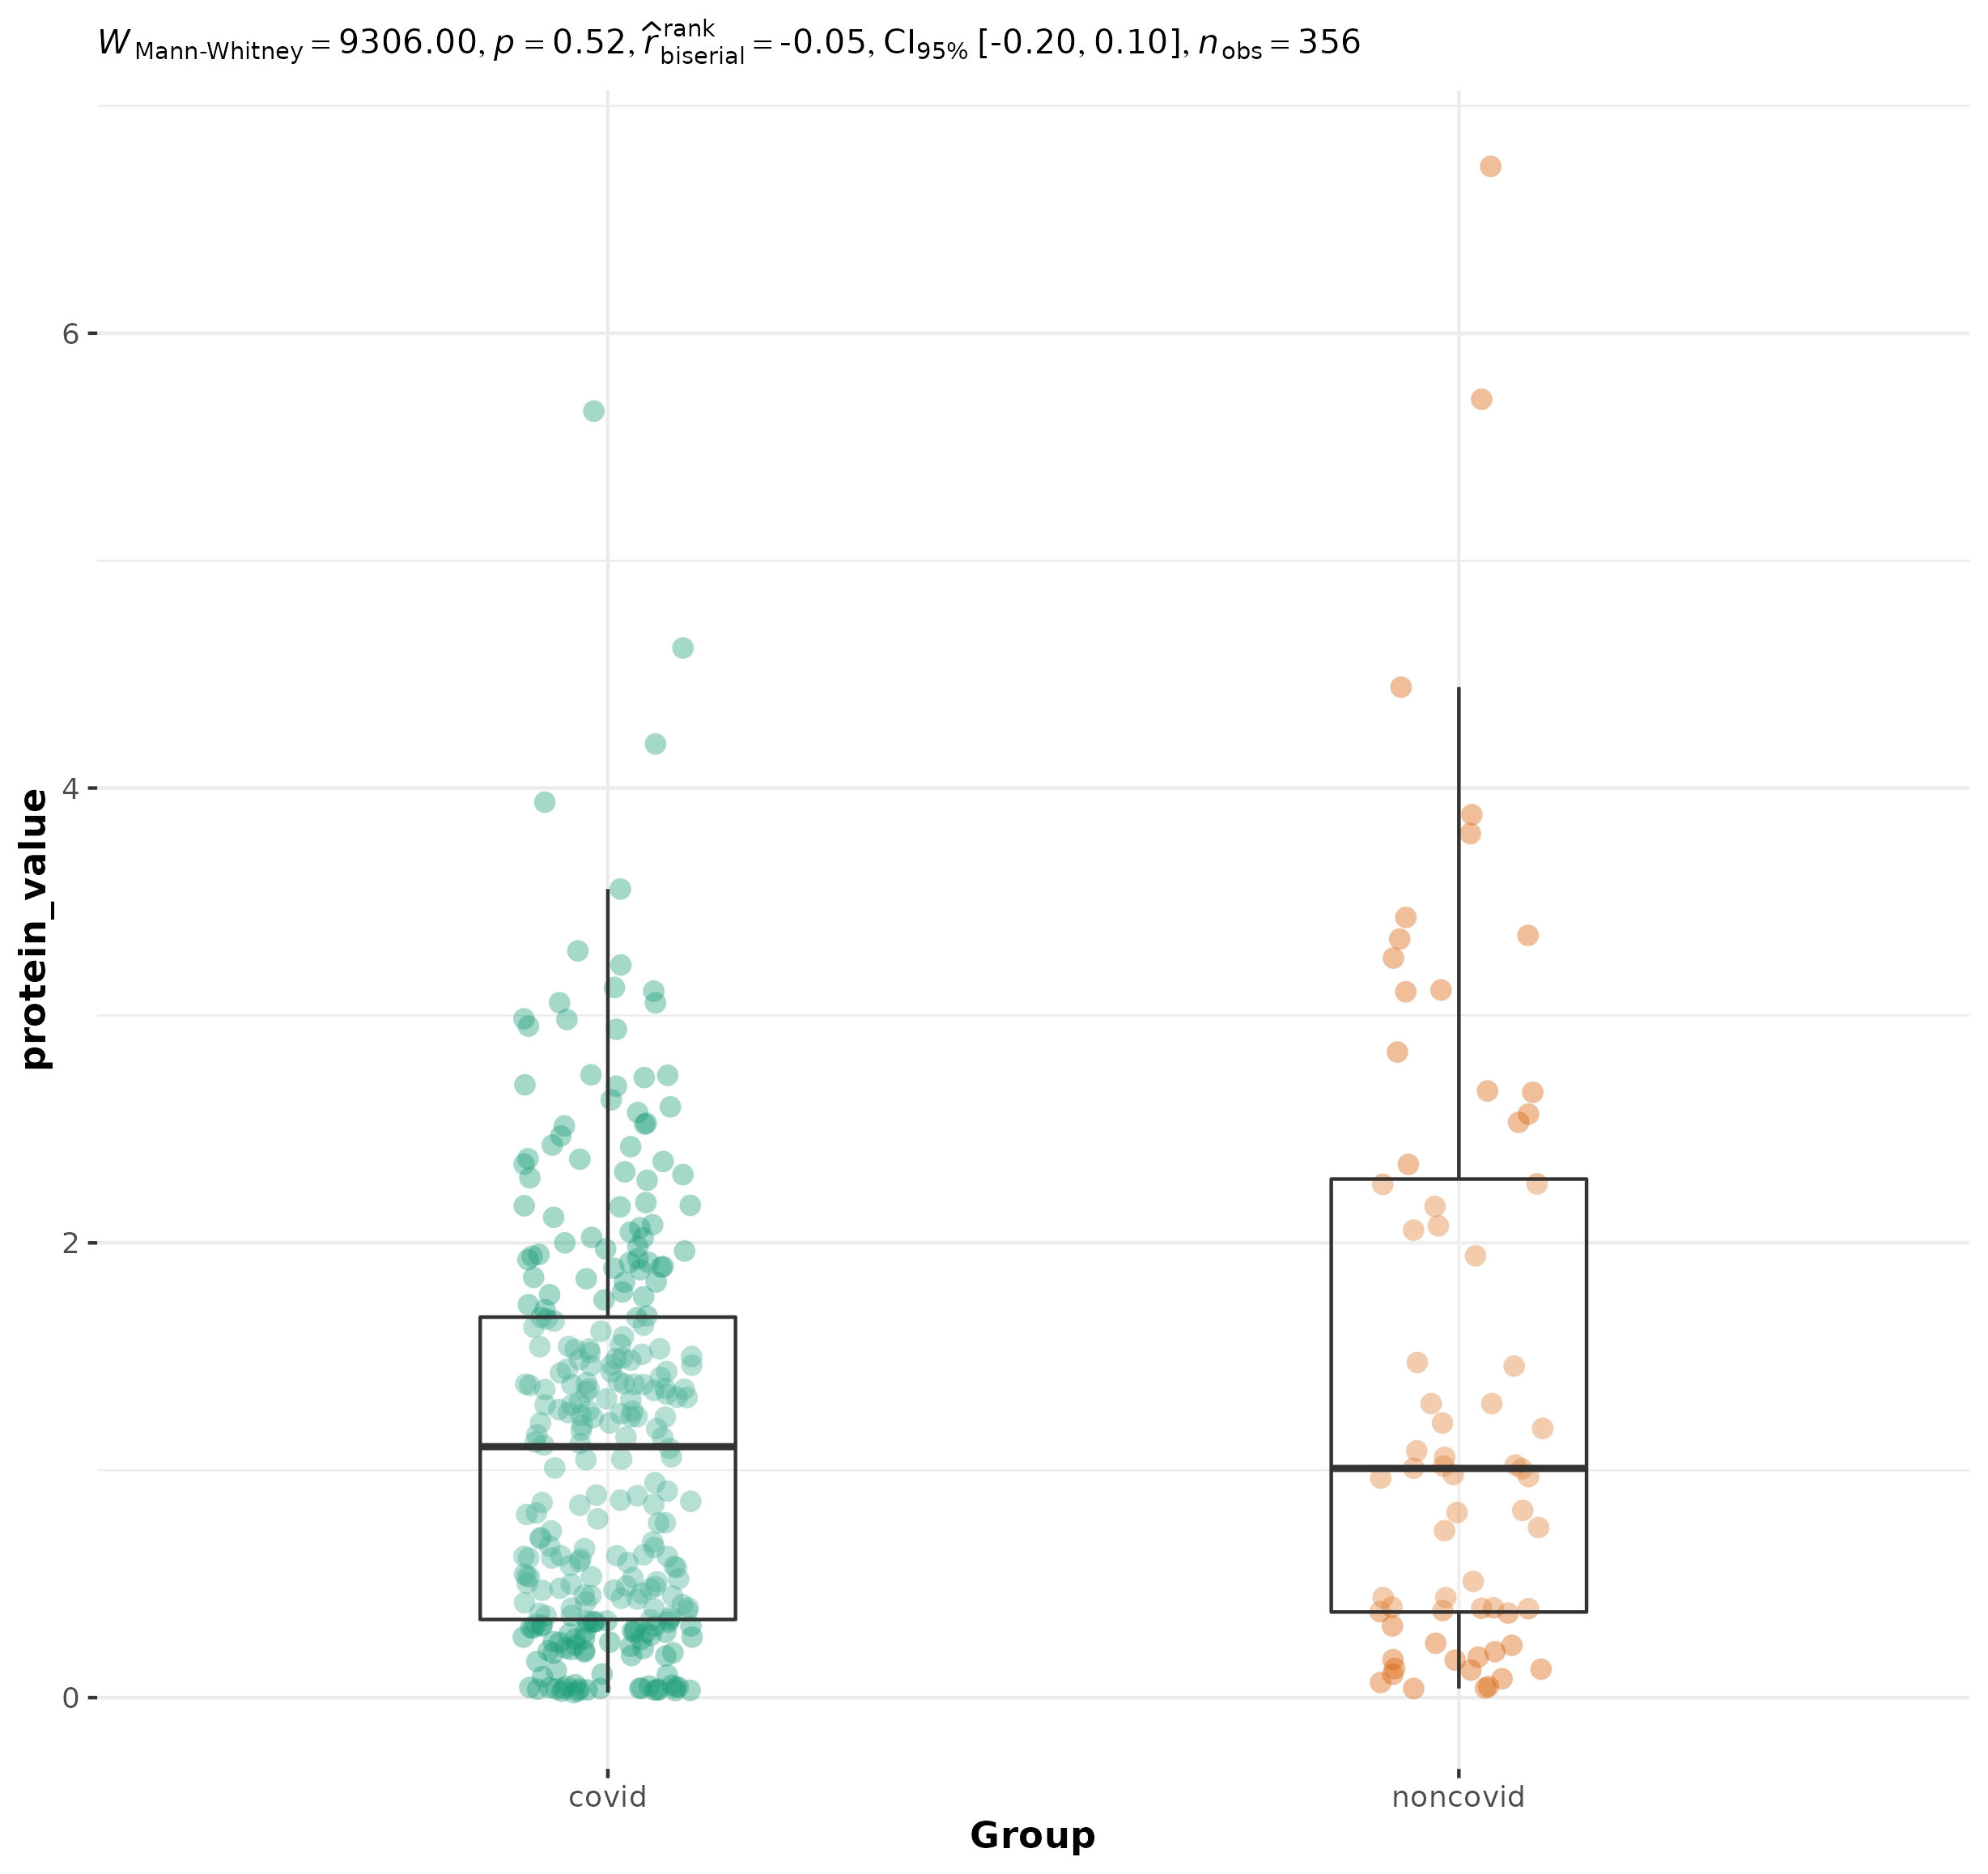 W Mann-Whitney = 9306.00, p = 0.52, r̂ rank biserial = -0.05, CI95% [-0.20, 0.10], nobs = 356
protein_value
6
4
2
0
covid noncovid
Group